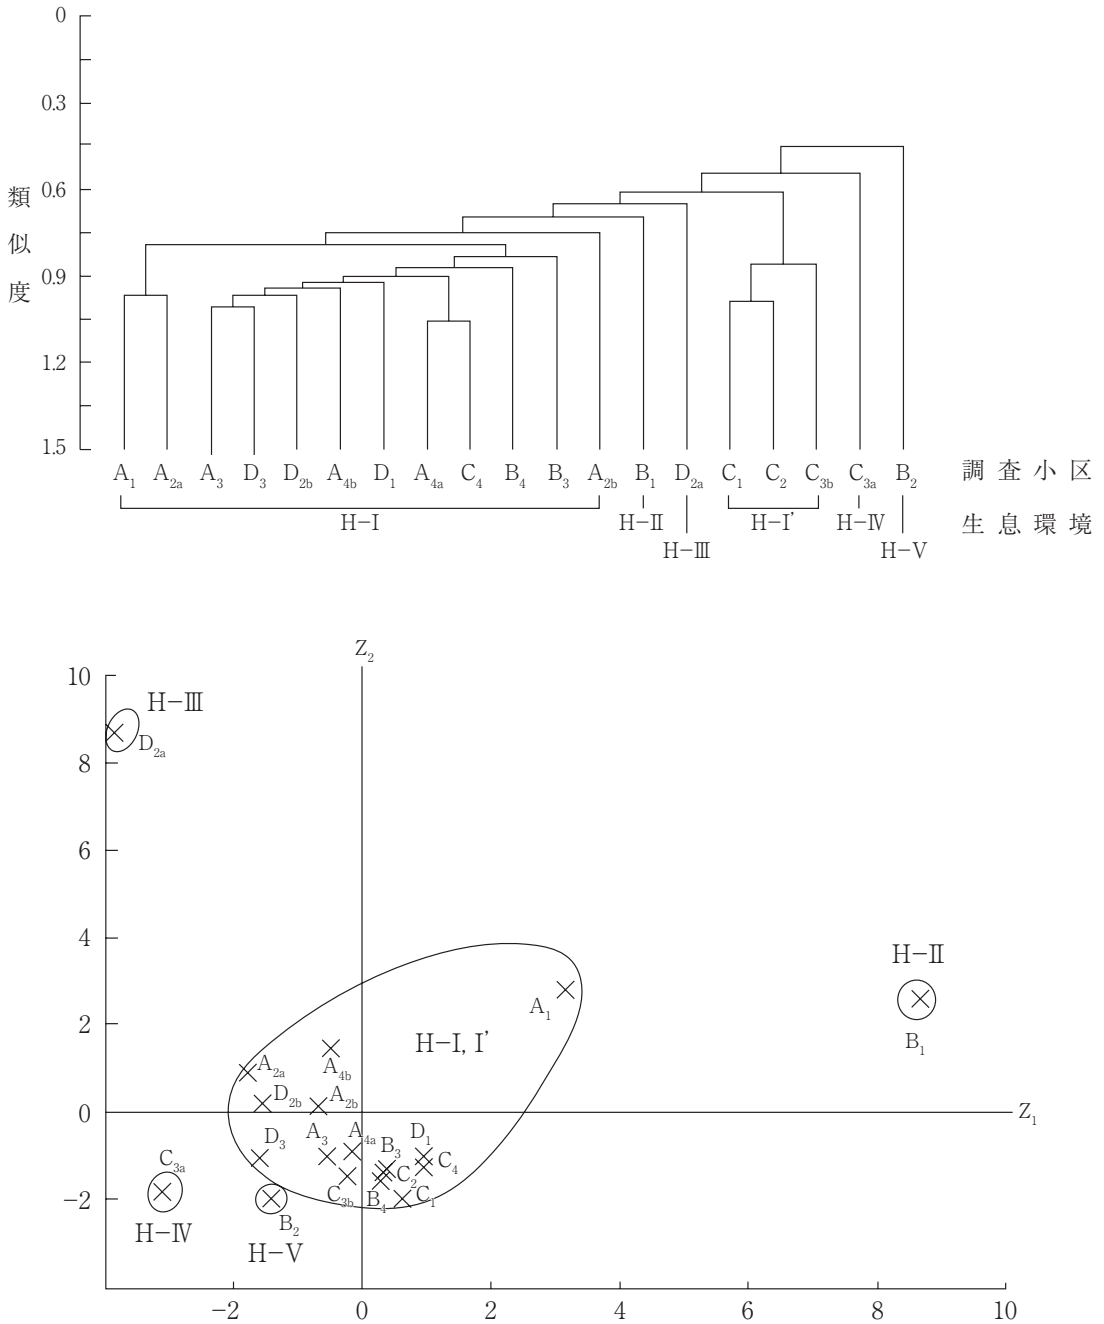 0
0.3
0.6
0.9
1.2
1.5
類似度
A1 A2a A3 D3 D2b A4b D1 A4a C4 B4 B3 A2b B1 D2a C1 C2 C3b C3a B2 調査小区
H-I H-II H-I' H-IV 生息環境
H-III H-V
Z2
10
8
6
4
2
0
-2
H-III
D2a
H-II
B1
A1
H-I, I'
A4b
A2a
D2b
A2b
Z1
D3
A3
A4a
B3
D1
C4
C2
C3b
B4
C1
C3a
H-IV
B2
H-V
-2 0 2 4 6 8 10